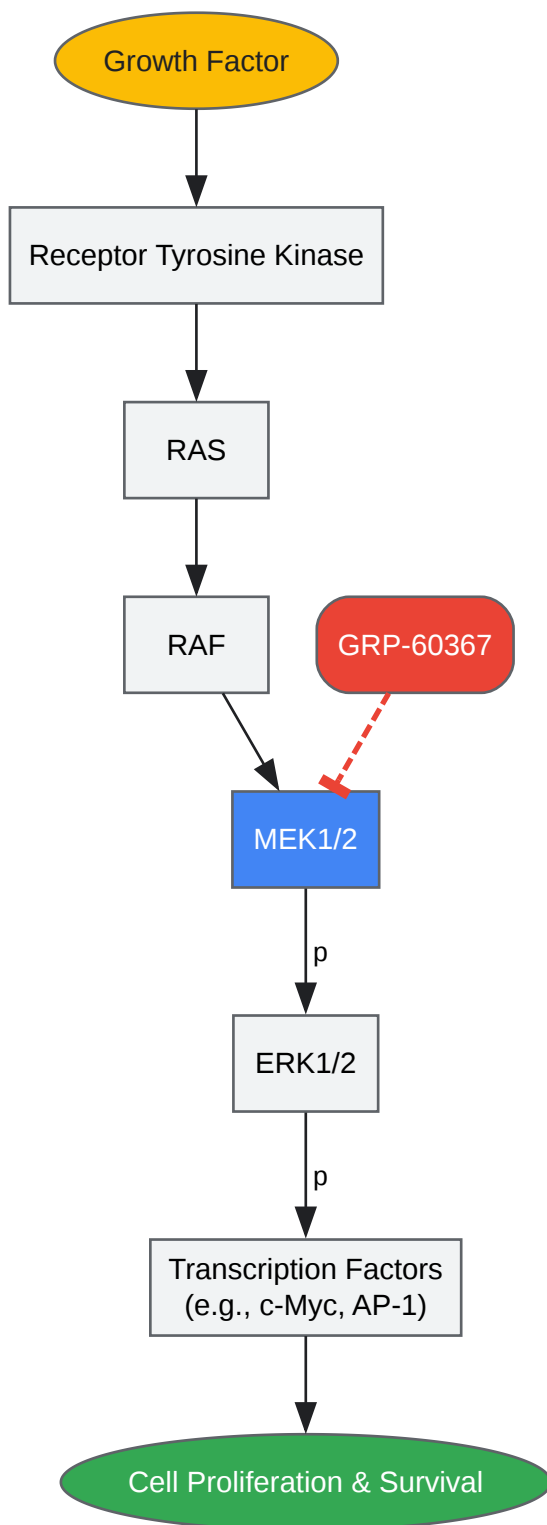 Growth Factor
Receptor Tyrosine Kinase
RAS
RAF
GRP-60367
MEK1/2
p
ERK1/2
p
Transcription Factors
(e.g., c-Myc, AP-1)
Cell Proliferation & Survival